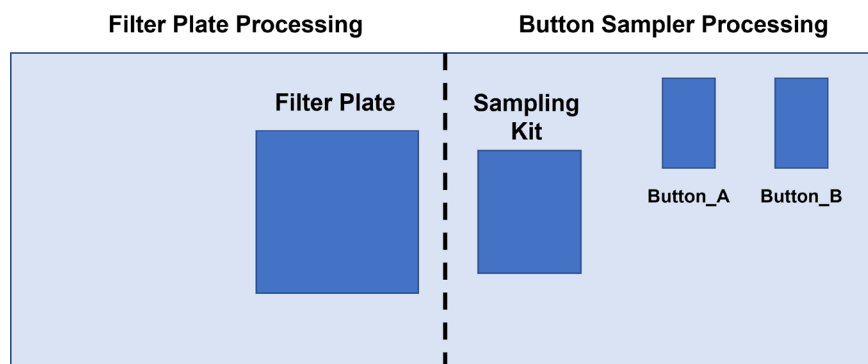 Filter Plate Processing
Button Sampler Processing
Filter Plate
Sampling
Kit
Button_A
Button_B